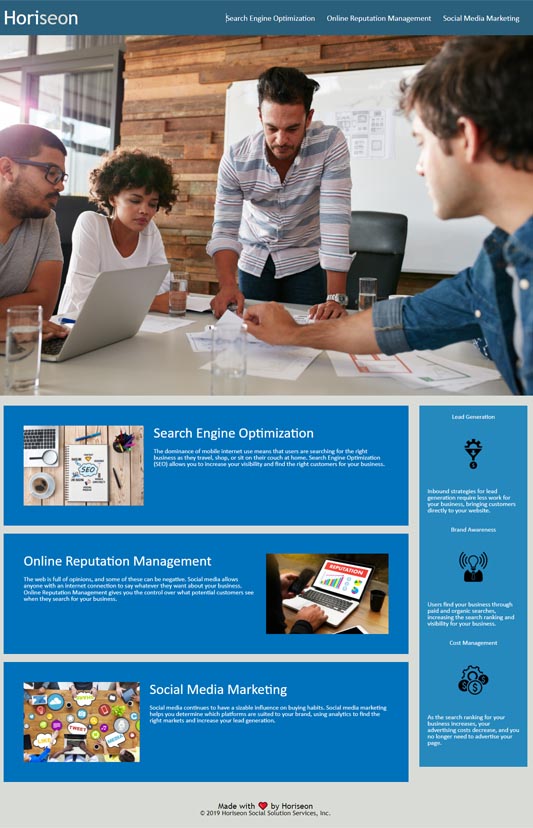 Horiseon
Search Engine Optimization
Online Reputation Management
Social Media Marketing
SEO
Search Engine Optimization
The dominance of mobile internet use means that users are searching for the right
business as they travel, shop, or sit on their couch at home. Search Engine Optimization
(SEO) allows you to increase your visibility and find the right customers for your business.
Online Reputation Management
The web is full of opinions, and some of these can be negative. Social media allows
anyone with an internet connection to say whatever they want about your business.
Online Reputation Management gives you the control over what potential customers see
when they search for your business.
REPUTATION
TWEET
LIKE
Social Media Marketing
Social media continues to have a sizable influence on buying habits. Social media marketing
helps you determine which platforms are suited to your brand, using analytics to find the
right markets and increase your lead generation.
Lead Generation
Inbound strategies for lead
generation require less work for
your business, bringing customers
directly to your website.
Brand Awareness
Users find your business through
paid and organic searches,
increasing the search ranking and
visibility for your business.
Cost Management
As the search ranking for your
business increases, your
advertising costs decrease, and you
no longer need to advertise your
page.
Made with ❤️ by Horiseon
© 2019 Horiseon Social Solution Services, Inc.